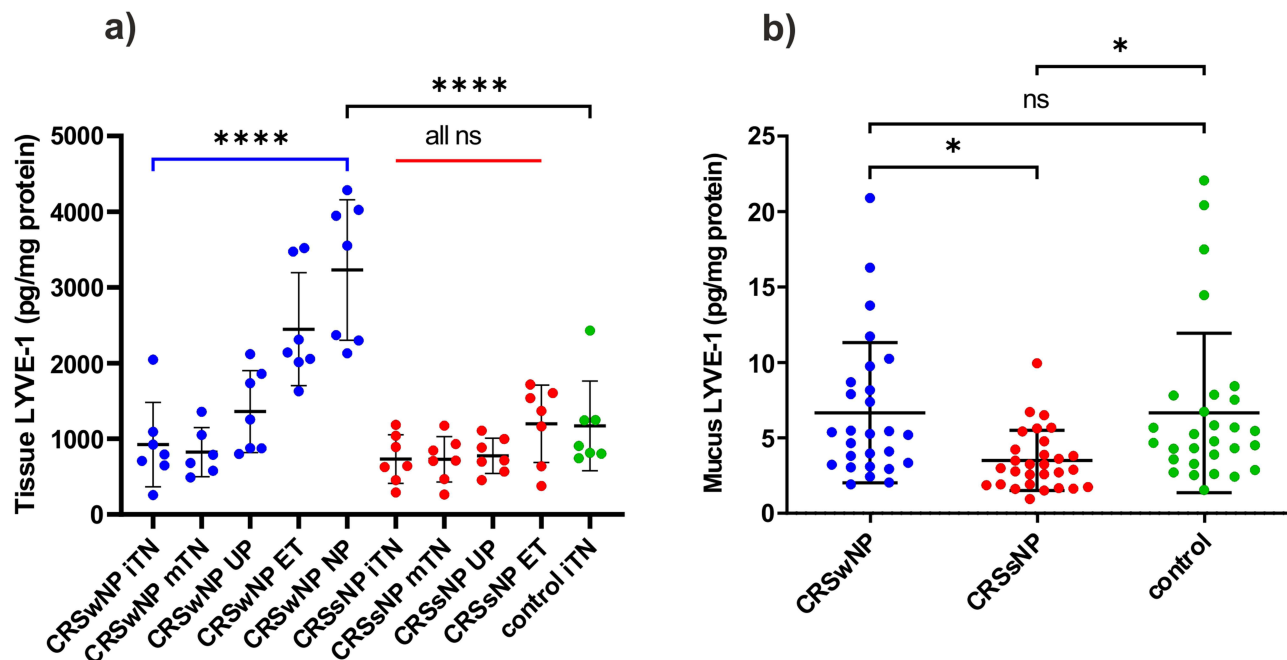 a)
Tissue LYVE-1 (pg/mg protein)
5000
4000
3000
2000
1000
0
****
****
all ns
CRSwNP iTN
CRSwNP mTN
CRSwNP UP
CRSwNP ET
CRSwNP NP
CRSsNP iTN
CRSsNP mTN
CRSsNP UP
CRSsNP ET
control iTN
b)
Mucus LYVE-1 (pg/mg protein)
25
20
15
10
5
0
*
ns
*
CRSwNP
CRSsNP
control